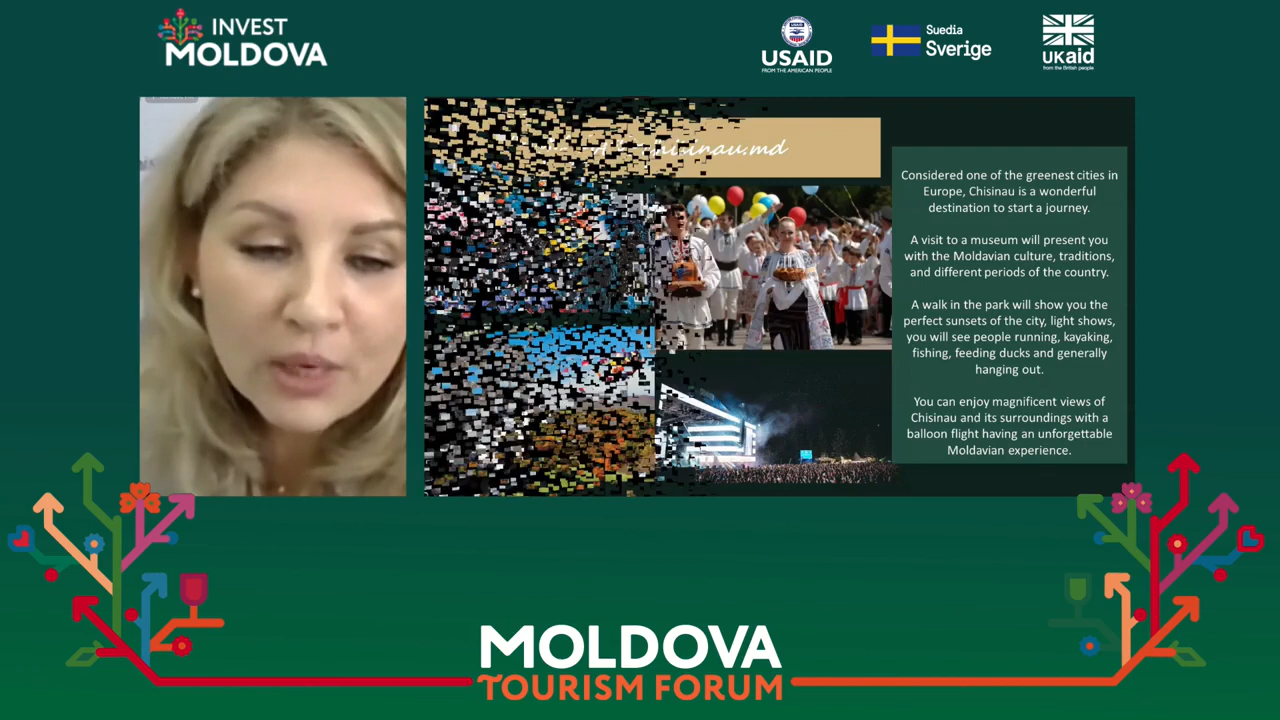 INVEST
MOLDOVA
USAID
FROM THE AMERICAN PEOPLE
Suedia
Sverige
UKaid
from the British people
Considered one of the greenest cities in
Europe, Chisinau is a wonderful
destination to start a journey.
A visit to a museum will present you
with the Moldavian culture, traditions,
and different periods of the country.
A walk in the park will show you the
perfect sunsets of the city, light shows,
you will see people running, kayaking,
fishing, feeding ducks and generally
hanging out.
You can enjoy magnificent views of
Chisinau and its surroundings with a
balloon flight having an unforgettable
Moldavian experience.
MOLDOVA
TOURISM FORUM